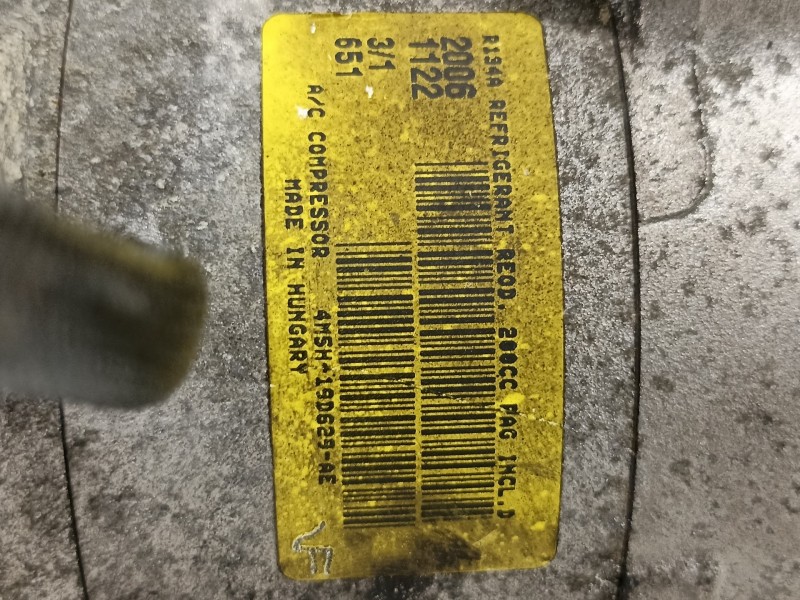 R134A REFRIGERANT REQD. 200CC PAG INCL.D
2006
1122
3/1
651
A/C COMPRESSOR 4M5H*19D629-AE
MADE IN HUNGARY